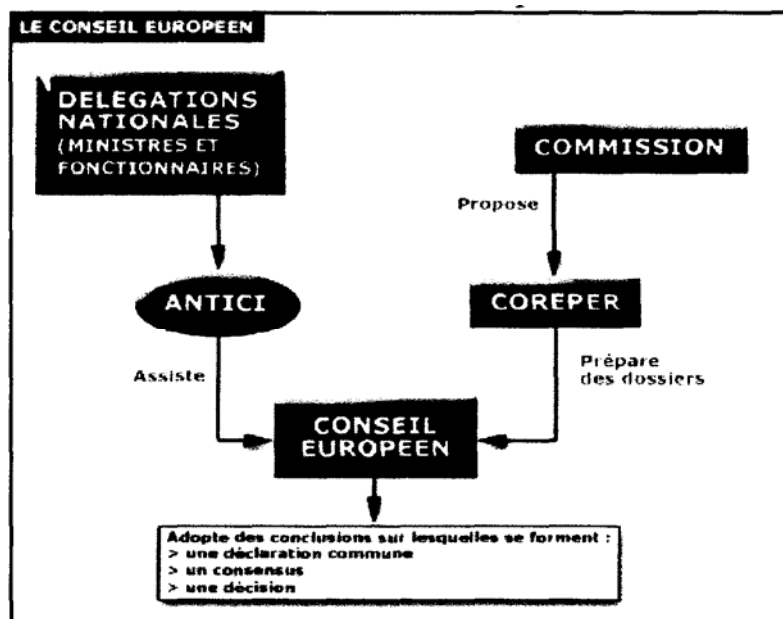 LE CONSEIL EUROPEEN
DELEGATIONS
NATIONALES
(MINISTRES ET
FONCTIONNAIRES)
COMMISSION
Propose
ANTICI
COREPER
Assiste
Prépare
des dossiers
CONSEIL
EUROPEEN
Adopte des conclusions sur lesquelles se forment :
> une déclaration commune
> un consensus
> une décision